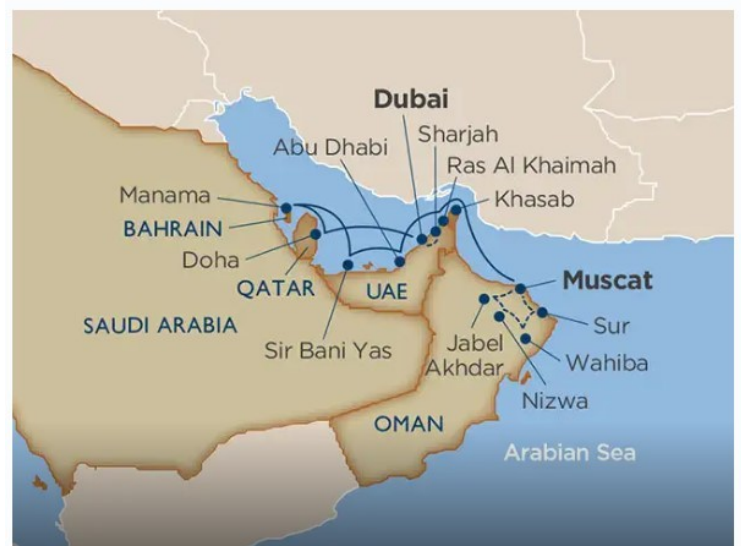 Dubai
Sharjah
Abu Dhabi
Ras Al Khaimah
Manama
Khasab
BAHRAIN
Doha
Muscat
QATAR
UAE
SAUDI ARABIA
Sur
Sir Bani Yas
Jabel
Akhdar
Wahiba
Nizwa
OMAN
Arabian Sea